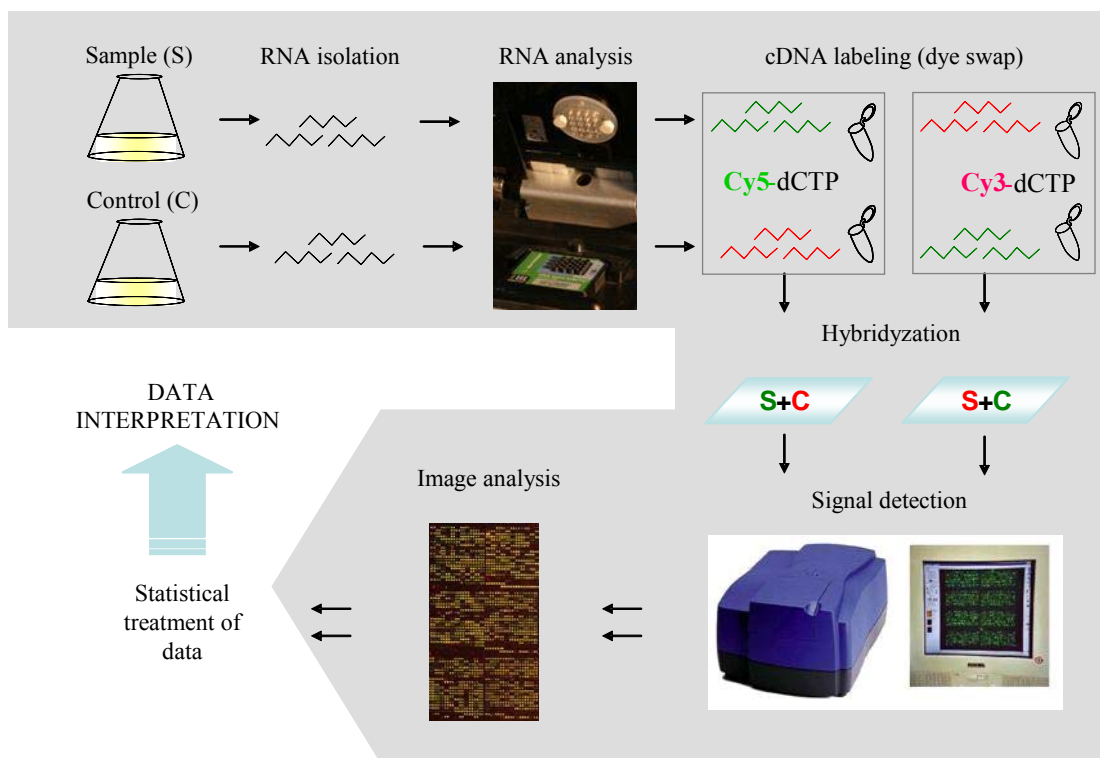 Sample (S)
RNA isolation
RNA analysis
cDNA labeling (dye swap)
Cy5-dCTP
Cy3-dCTP
Control (C)
Hybridyzation
S+C
S+C
DATA
INTERPRETATION
Image analysis
Signal detection
Statistical
treatment of
data